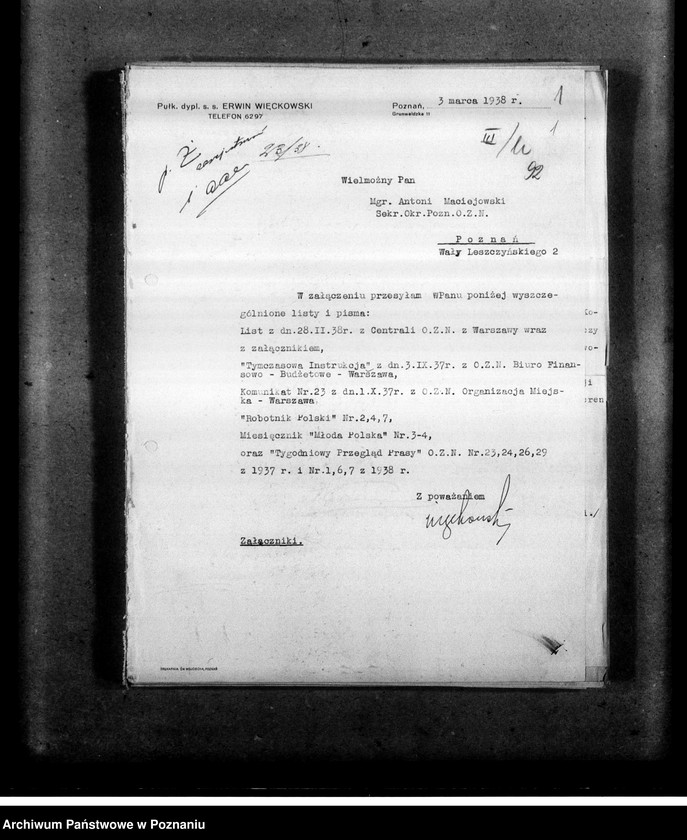 Pułk. dypl. s. s. ERWIN WIĘCKOWSKI
TELEFON 6297
Poznań, 3 marca 1938 r.
Grunwaldzka 11
1
1
23/38.
III/
92
Wielmożny Pan
Mgr. Antoni Maciejowski
Sekr.Okr.Pozn.O.Z.N.
P o z n a ń
Wały Leszczyńskiego 2
W załączeniu przesyłam WPanu poniżej wyszcze-
gólnione listy i pisma:
List z dn.28.II.38r. z Centrali O.Z.N. z Warszawy wraz
z załącznikiem,
"Tymczasowa Instrukcja" z dn.3.IX.37r. z O.Z.N. Biuro Finan-
sowo - Budżetowe - Warszawa,
Komunikat Nr.23 z dn.1.X.37r. z O.Z.N. Organizacja Miejs-
ka - Warszawa
"Robotnik Polski" Nr.2,4,7,
Miesięcznik "Młoda Polska" Nr.3-4,
oraz "Tygodniowy Przegląd Prasy" O.Z.N. Nr.23,24,26,29
z 1937 r. i Nr.1,6,7 z 1938 r.
Z poważaniem
Więckowski
Załączniki.
Archiwum Państwowe w Poznaniu